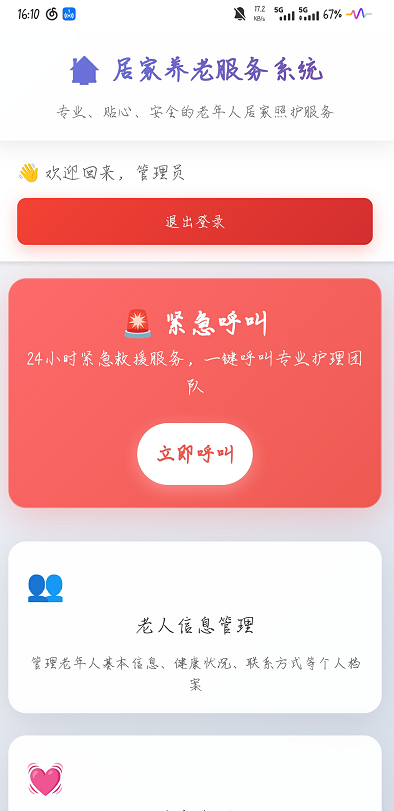 16:10 17.2 KB/s 5G 5G 67%
居家养老服务系统
专业、贴心、安全的老年人居家照护服务
欢迎回来，管理员
退出登录
紧急呼叫
24小时紧急救援服务，一键呼叫专业护理团
队
立即呼叫
老人信息管理
管理老年人基本信息、健康状况、联系方式等个人档
案